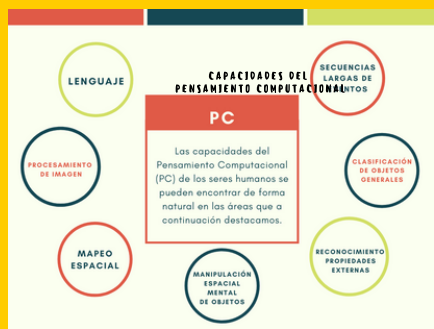 CAPACIDADES DEL
PENSAMIENTO COMPUTACIONAL
LENGUAJE
SECUENCIAS
LARGAS DE
PC
Las capacidades del
Pensamiento Computacional
(PC) de los seres humanos se
pueden encontrar de forma
natural en las áreas que a
continuación destacamos.
PROCESAMIENTO
DE IMAGEN
CLASIFICACIÓN
DE OBJETOS
GENERALES
MAPEO
ESPACIAL
MANIPULACIÓN
ESPACIAL
MENTAL
DE OBJETOS
RECONOCIMIENTO
PROPIEDADES
EXTERNAS